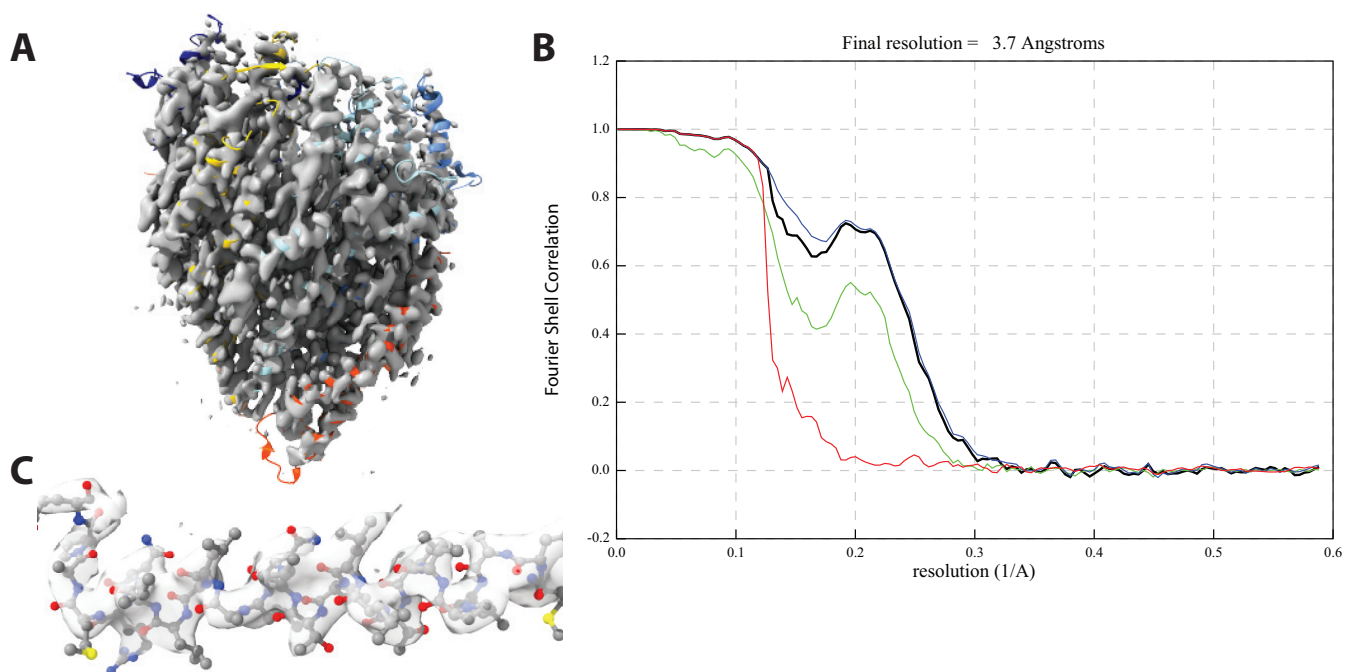 A
B
Final resolution = 3.7 Angstroms
1.2
1.0
0.8
0.6
0.4
0.2
0.0
-0.2
Fourier Shell Correlation
0.0 0.1 0.2 0.3 0.4 0.5 0.6
resolution (1/A)
C